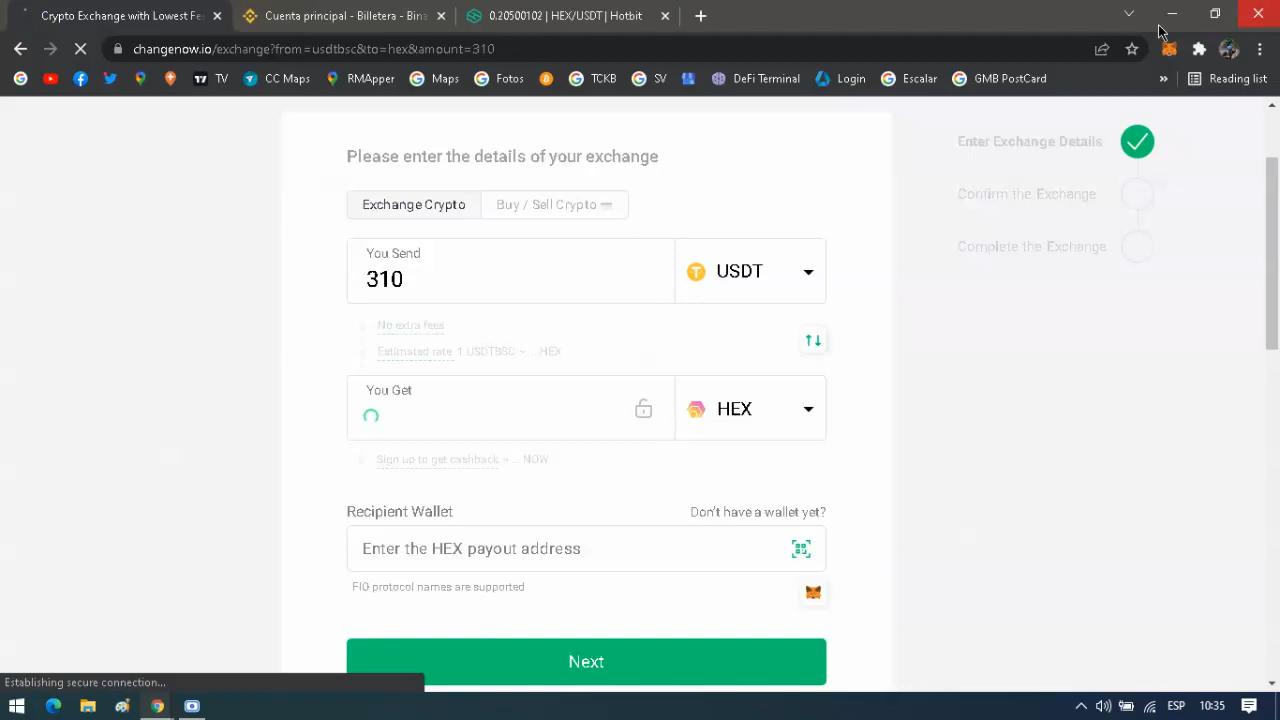 Crypto Exchange with Lowest Fe
Cuenta principal - Billetera - Bin
0.20500102 | HEX/USDT | Hotbit
changenow.io/exchange?from=usdtbsc&to=hex&amount=310
TV
CC Maps
RMApper
Maps
Fotos
TCKB
SV
DeFi Terminal
Login
Escalar
GMB PostCard
»
Reading list
Please enter the details of your exchange
Exchange Crypto
Buy / Sell Crypto
You Send
310
USDT
No extra fees
Estimated rate 1 USDTBSC ~ ...HEX
You Get
HEX
Sign up to get cashback ≈ ... NOW
Recipient Wallet
Don't have a wallet yet?
Enter the HEX payout address
FIO protocol names are supported
Next
Enter Exchange Details
Confirm the Exchange
Complete the Exchange
Establishing secure connection...
ESP
10:35